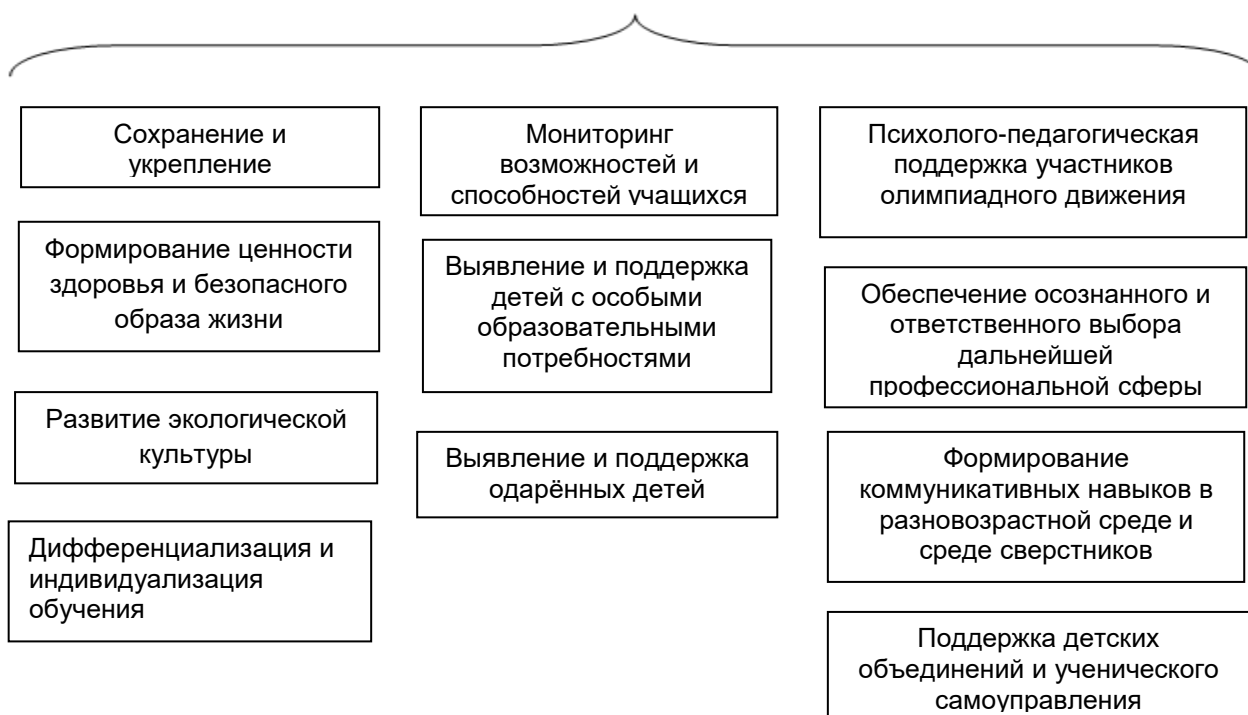 Сохранение и
укрепление
Формирование ценности
здоровья и безопасного
образа жизни
Развитие экологической
культуры
Дифференциализация и
индивидуализация
обучения
Мониторинг
возможностей и
способностей учащихся
Выявление и поддержка
детей с особыми
образовательными
потребностями
Выявление и поддержка
одарённых детей
Психолого-педагогическая
поддержка участников
олимпиадного движения
Обеспечение осознанного и
ответственного выбора
дальнейшей
профессиональной сферы
Формирование
коммуникативных навыков в
разновозрастной среде и
среде сверстников
Поддержка детских
объединений и ученического
самоуправления